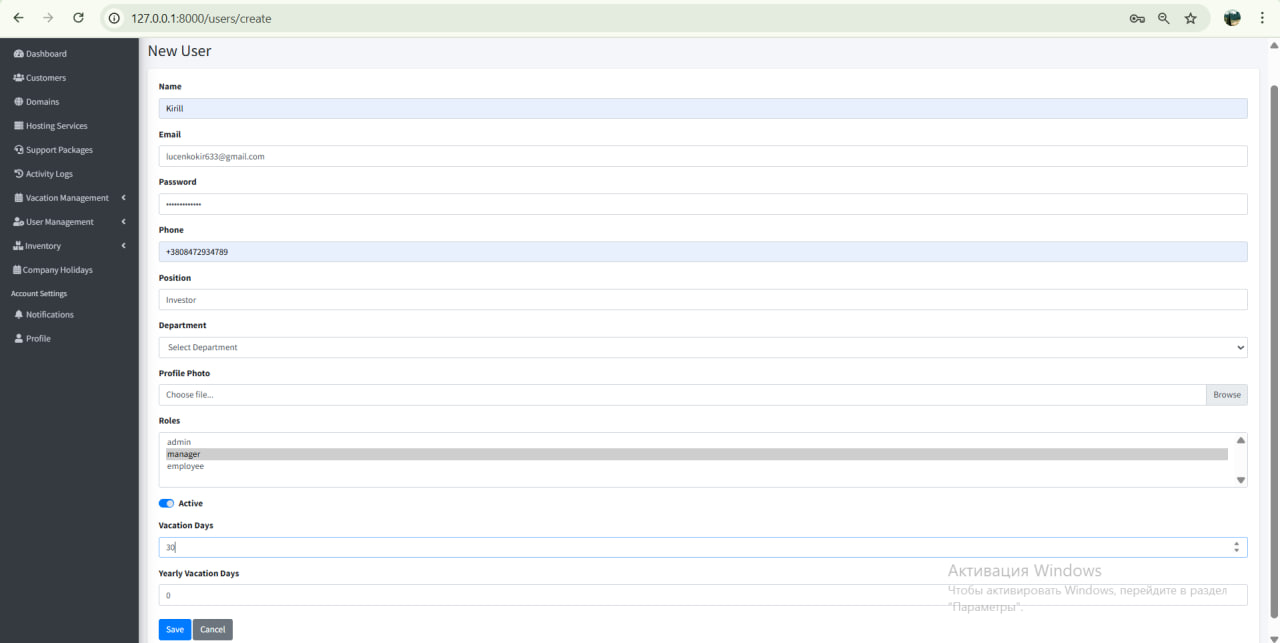 127.0.0.1:8000/users/create
Dashboard
Customers
Domains
Hosting Services
Support Packages
Activity Logs
Vacation Management
User Management
Inventory
Company Holidays
Account Settings
Notifications
Profile
New User
Name
Kirill
Email
lucenkokir633@gmail.com
Password
•••••••••••••
Phone
+3808472934789
Position
Investor
Department
Select Department
Profile Photo
Choose file...
Browse
Roles
admin
manager
employee
Active
Vacation Days
30
Yearly Vacation Days
0
Save
Cancel
Активация Windows
Чтобы активировать Windows, перейдите в раздел
"Параметры".